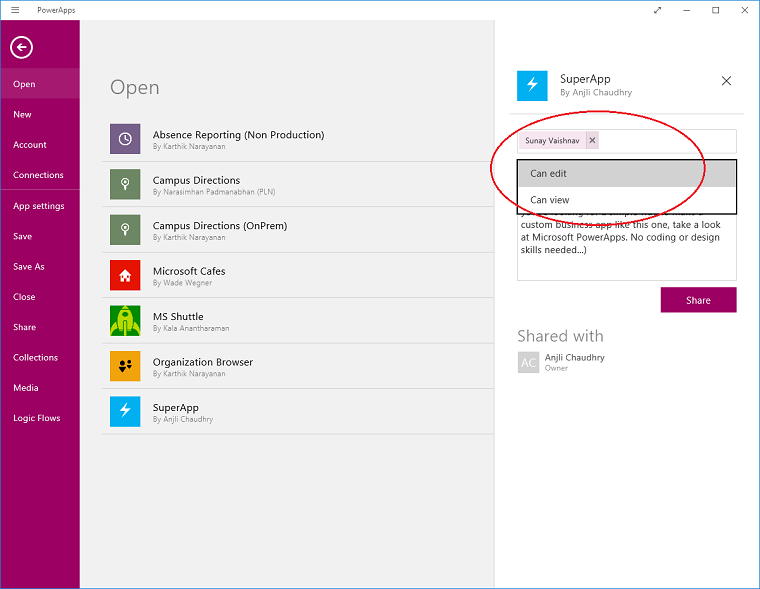 PowerApps
Open
New
Account
Connections
App settings
Save
Save As
Close
Share
Collections
Media
Logic Flows
Open
Absence Reporting (Non Production)
By Karthik Narayanan
Campus Directions
By Narasimhan Padmanabhan (PLN)
Campus Directions (OnPrem)
By Karthik Narayanan
Microsoft Cafes
By Wade Wegner
MS Shuttle
By Kala Anantharaman
Organization Browser
By Karthik Narayanan
SuperApp
By Anjli Chaudhry
SuperApp
By Anjli Chaudhry
Sunay Vaishnav
Can edit
Can view
custom business app like this one, take a look
at Microsoft PowerApps. No coding or design
skills needed...)
Share
Shared with
AC
Anjli Chaudhry
Owner